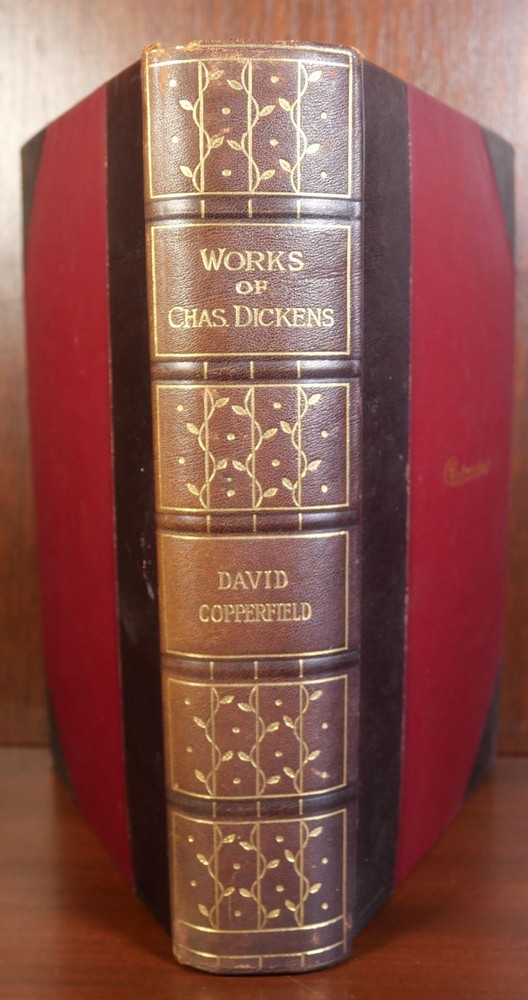 WORKS
OF
CHAS. DICKENS
DAVID
COPPERFIELD